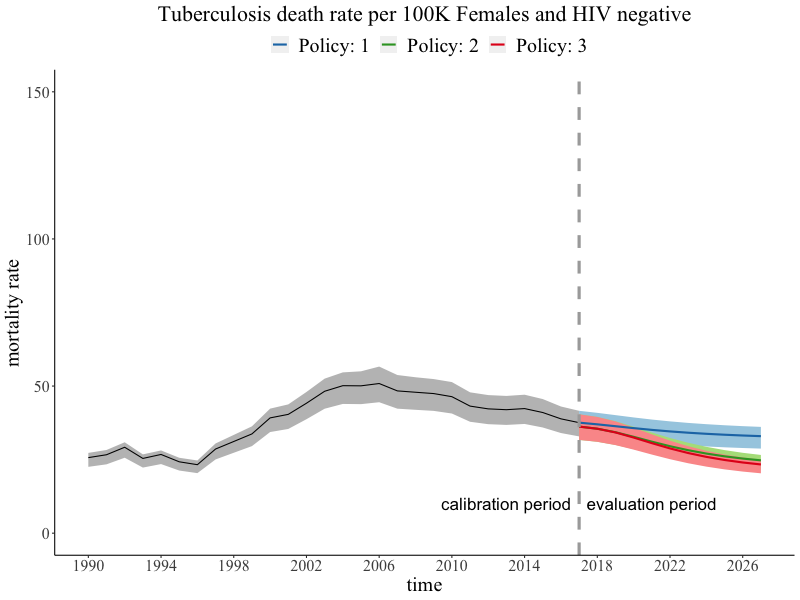 Tuberculosis death rate per 100K Females and HIV negative
Policy: 1 Policy: 2 Policy: 3
150
100
50
0
mortality rate
calibration period evaluation period
1990 1994 1998 2002 2006 2010 2014 2018 2022 2026
time